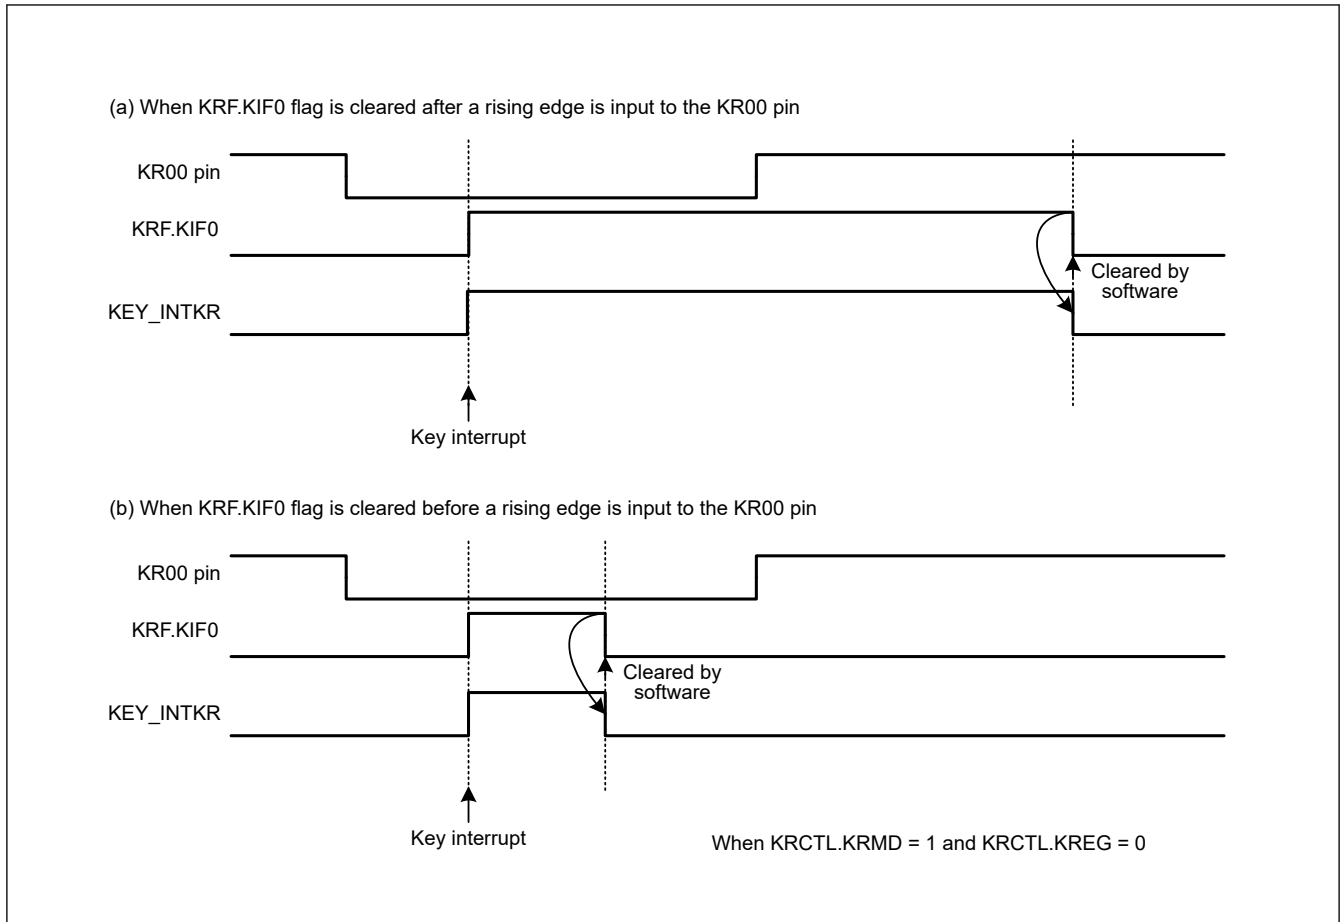 (a) When KRF.KIF0 flag is cleared after a rising edge is input to the KR00 pin
KR00 pin
KRF.KIF0
Cleared by
software
KEY_INTKR
Key interrupt
(b) When KRF.KIF0 flag is cleared before a rising edge is input to the KR00 pin
KR00 pin
KRF.KIF0
Cleared by
software
KEY_INTKR
Key interrupt
When KRCTL.KRMD = 1 and KRCTL.KREG = 0